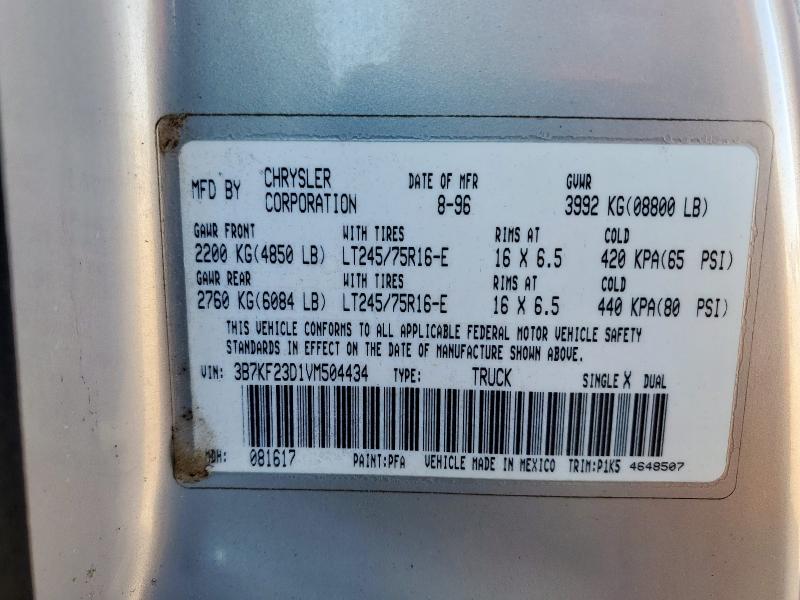 MFD BY CHRYSLER CORPORATION DATE OF MFR 8-96 GVWR 3992 KG(08800 LB)
GAWR FRONT WITH TIRES RIMS AT COLD
2200 KG(4850 LB) LT245/75R16-E 16 X 6.5 420 KPA(65 PSI)
GAWR REAR WITH TIRES RIMS AT COLD
2760 KG(6084 LB) LT245/75R16-E 16 X 6.5 440 KPA(80 PSI)
THIS VEHICLE CONFORMS TO ALL APPLICABLE FEDERAL MOTOR VEHICLE SAFETY
STANDARDS IN EFFECT ON THE DATE OF MANUFACTURE SHOWN ABOVE.
VIN: 3B7KF23D1VM504434 TYPE: TRUCK SINGLE X DUAL
MDH: 081617 PAINT:PFA VEHICLE MADE IN MEXICO TRIM:P1K5 4648507